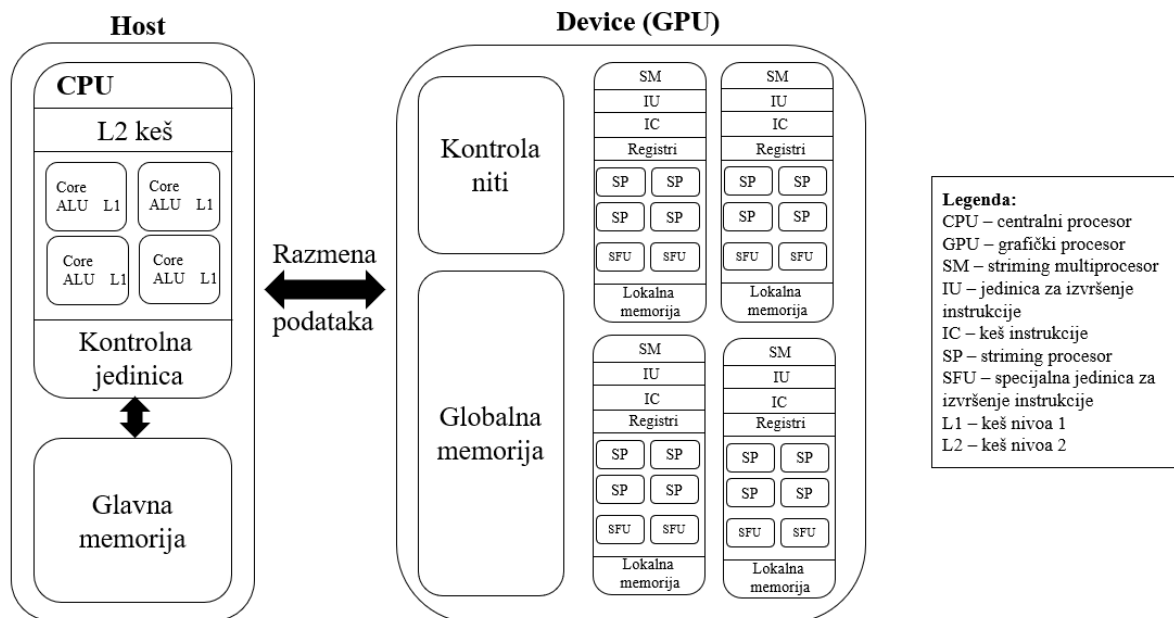 Host
CPU
L2 keš
Core
ALU L1
Core
ALU L1
Core
ALU L1
Core
ALU L1
Kontrolna
jedinica
Glavna
memorija
Razmena
podataka
Device (GPU)
Kontrola
niti
Globalna
memorija
SM
IU
IC
Registri
SP SP
SP SP
SFU SFU
Lokalna
memorija
SM
IU
IC
Registri
SP SP
SP SP
SFU SFU
Lokalna
memorija
SM
IU
IC
Registri
SP SP
SP SP
SFU SFU
Lokalna
memorija
SM
IU
IC
Registri
SP SP
SP SP
SFU SFU
Lokalna
memorija
Legenda:
CPU – centralni procesor
GPU – grafički procesor
SM – striming multiprocesor
IU – jedinica za izvršenje
instrukcije
IC – keš instrukcije
SP – striming procesor
SFU – specijalna jedinica za
izvršenje instrukcije
L1 – keš nivoa 1
L2 – keš nivoa 2